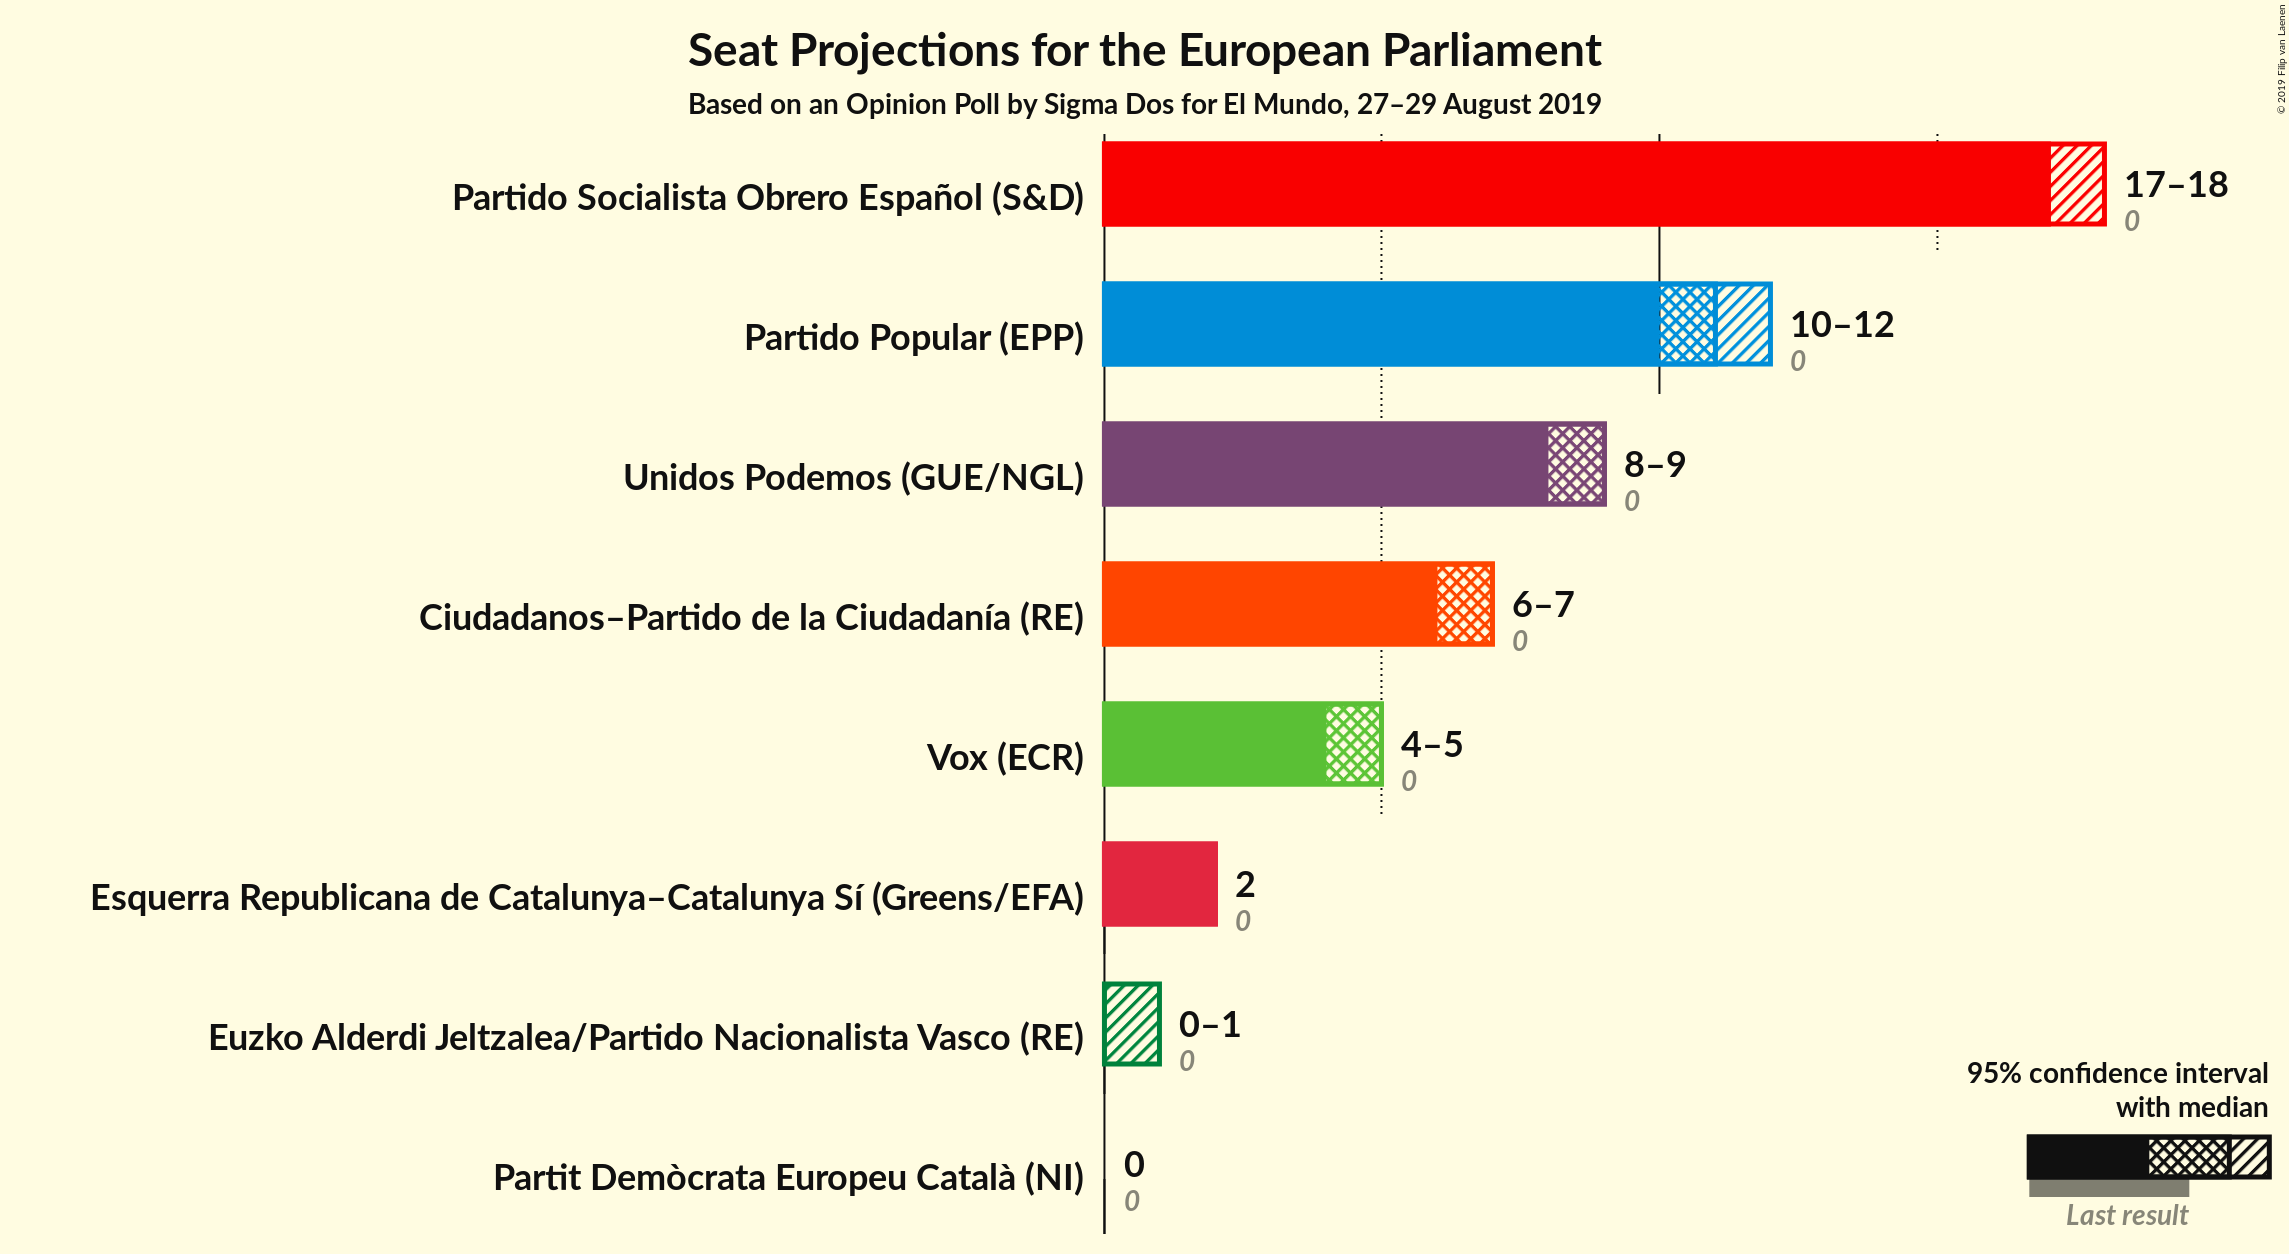 Seat Projections for the European Parliament
Based on an Opinion Poll by Sigma Dos for El Mundo, 27–29 August 2019
© 2019 Filip van Laenen
Partido Socialista Obrero Español (S&D)
17–18
0
Partido Popular (EPP)
10–12
0
Unidos Podemos (GUE/NGL)
8–9
0
Ciudadanos–Partido de la Ciudadanía (RE)
6–7
0
Vox (ECR)
4–5
0
Esquerra Republicana de Catalunya–Catalunya Sí (Greens/EFA)
2
0
Euzko Alderdi Jeltzalea/Partido Nacionalista Vasco (RE)
0–1
0
Partit Demòcrata Europeu Català (NI)
0
0
95% confidence interval
with median
Last result